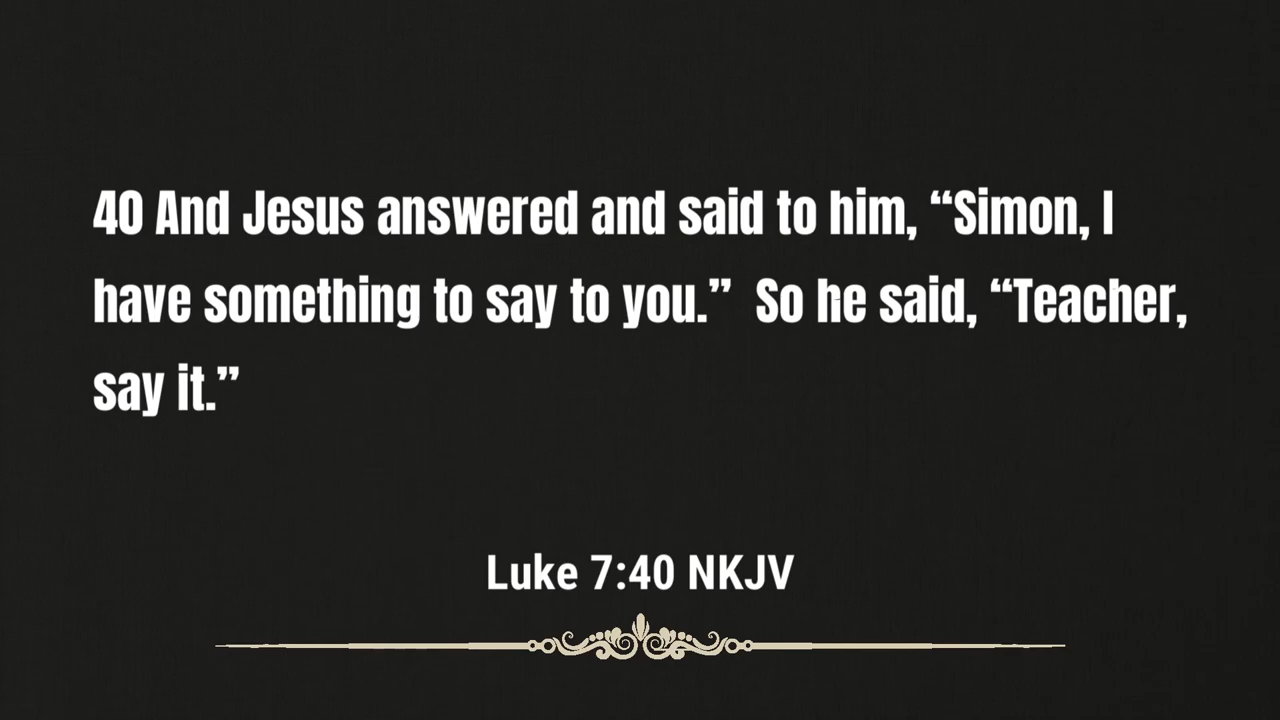 40 And Jesus answered and said to him, “Simon, I
have something to say to you.”  So he said, “Teacher,
say it.”
Luke 7:40 NKJV